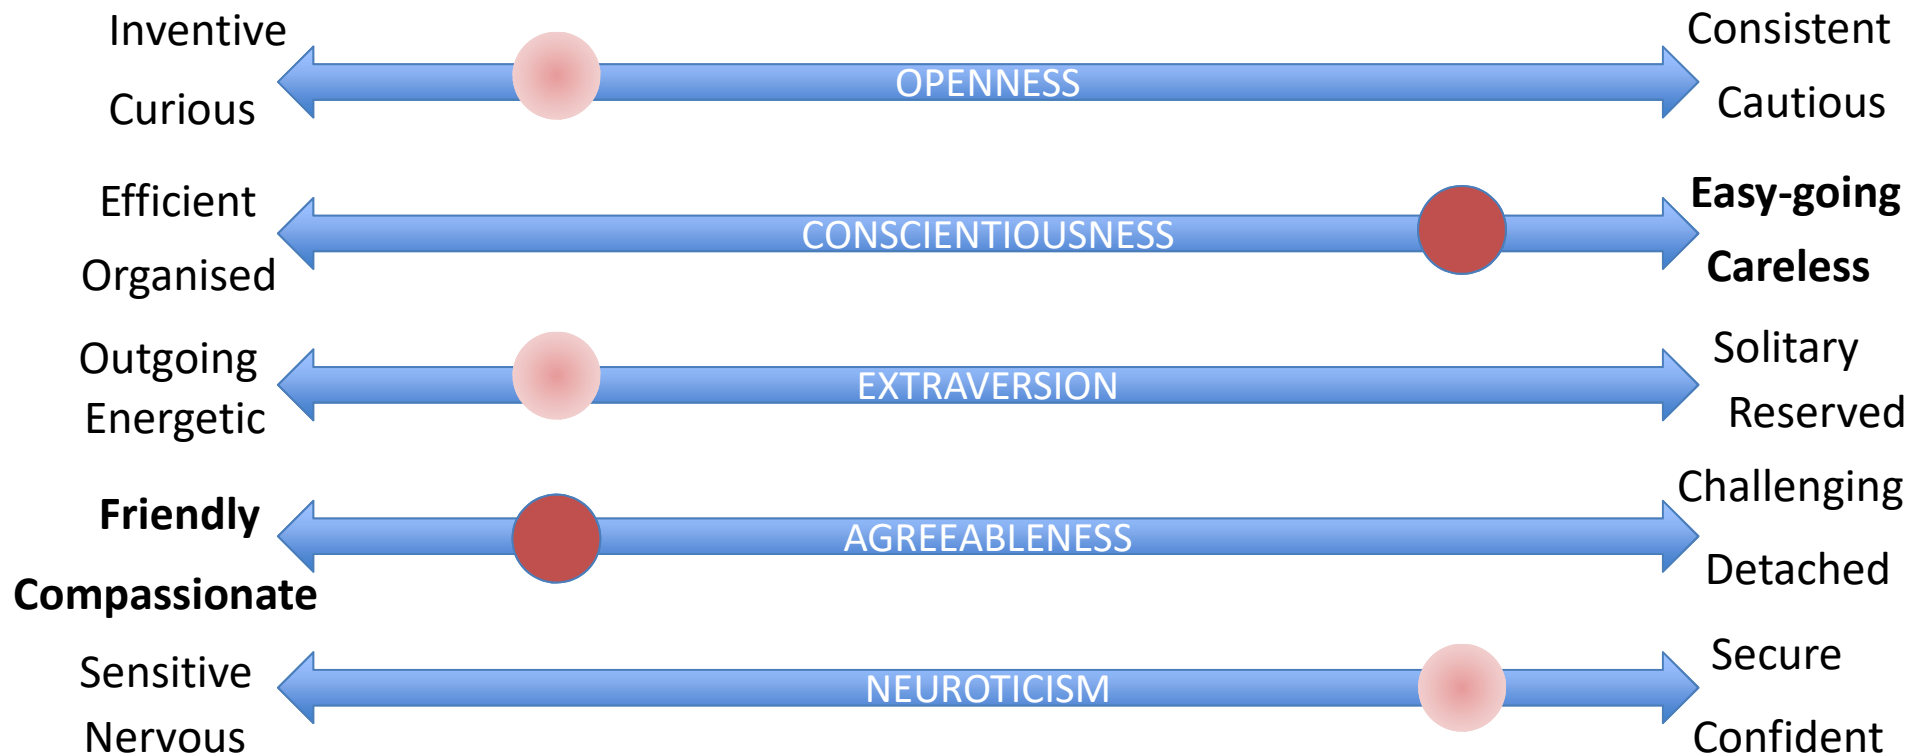 Inventive
Consistent
OPENNESS
Curious
Cautious
Efficient
Easy-going
CONSCIENTIOUSNESS
Organised
Careless
Outgoing
Solitary
EXTRAVERSION
Energetic
Reserved
Friendly
Challenging
AGREEABLENESS
Compassionate
Detached
Sensitive
Secure
NEUROTICISM
Nervous
Confident